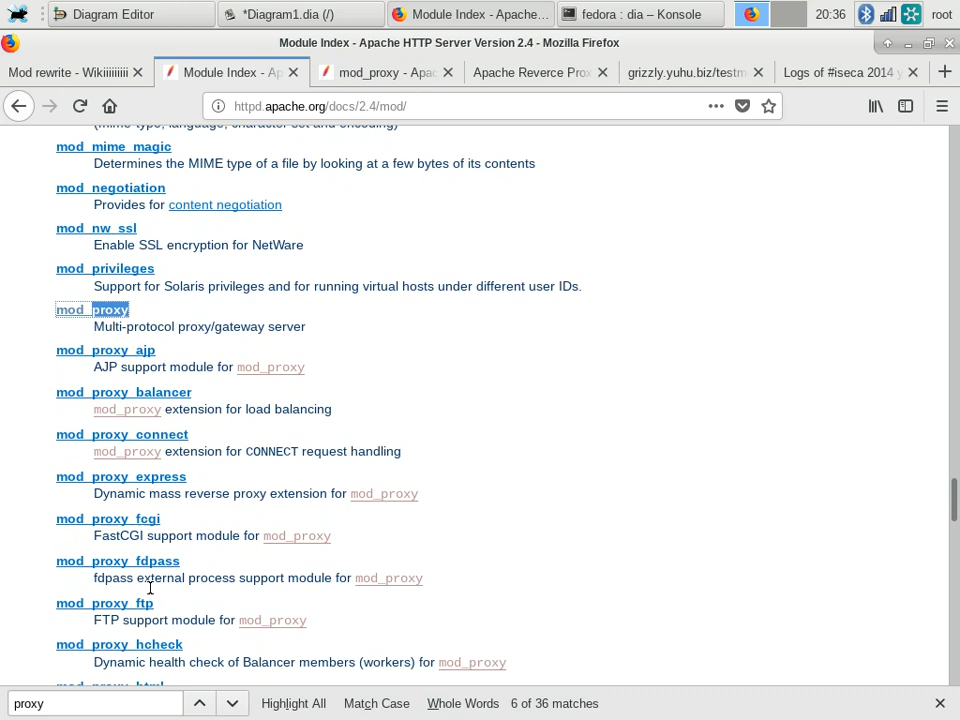 Diagram Editor
*Diagram1.dia (/)
Module Index - Apache...
fedora : dia – Konsole
20:36
root
Module Index - Apache HTTP Server Version 2.4 - Mozilla Firefox
Mod rewrite - Wikiiiiiiiii
Module Index - Ap
mod_proxy - Apac
Apache Reverce Prox
grizzly.yuhu.biz/testm
Logs of #iseca 2014 y
httpd.apache.org/docs/2.4/mod/
(mime-type, language, character set and encoding)
mod_mime_magic
Determines the MIME type of a file by looking at a few bytes of its contents
mod_negotiation
Provides for content negotiation
mod_nw_ssl
Enable SSL encryption for NetWare
mod_privileges
Support for Solaris privileges and for running virtual hosts under different user IDs.
mod_proxy
Multi-protocol proxy/gateway server
mod_proxy_ajp
AJP support module for mod_proxy
mod_proxy_balancer
mod_proxy extension for load balancing
mod_proxy_connect
mod_proxy extension for CONNECT request handling
mod_proxy_express
Dynamic mass reverse proxy extension for mod_proxy
mod_proxy_fcgi
FastCGI support module for mod_proxy
mod_proxy_fdpass
fdpass external process support module for mod_proxy
mod_proxy_ftp
FTP support module for mod_proxy
mod_proxy_hcheck
Dynamic health check of Balancer members (workers) for mod_proxy
mod_proxy_html
proxy
Highlight All
Match Case
Whole Words
6 of 36 matches